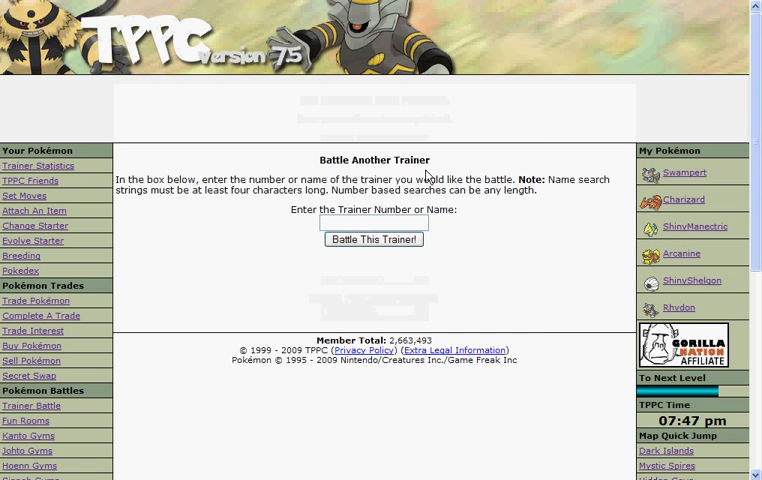 TPPC version 7.5
Your Pokémon
Trainer Statistics
TPPC Friends
Set Moves
Attach An Item
Change Starter
Evolve Starter
Breeding
Pokedex
Pokémon Trades
Trade Pokémon
Complete A Trade
Trade Interest
Buy Pokémon
Sell Pokémon
Secret Swap
Pokémon Battles
Trainer Battle
Fun Rooms
Kanto Gyms
Johto Gyms
Hoenn Gyms
Battle Another Trainer
In the box below, enter the number or name of the trainer you would like the battle. Note: Name search
strings must be at least four characters long. Number based searches can be any length.
Enter the Trainer Number or Name:
Battle This Trainer!
Member Total: 2,663,493
© 1999 - 2009 TPPC (Privacy Policy) (Extra Legal Information)
Pokémon © 1995 - 2009 Nintendo/Creatures Inc./Game Freak Inc
My Pokémon
Swampert
Charizard
ShinyManectric
Arcanine
ShinyShelgon
Rhydon
GORILLA
NATION
AFFILIATE
To Next Level
TPPC Time
07:47 pm
Map Quick Jump
Dark Islands
Mystic Spires